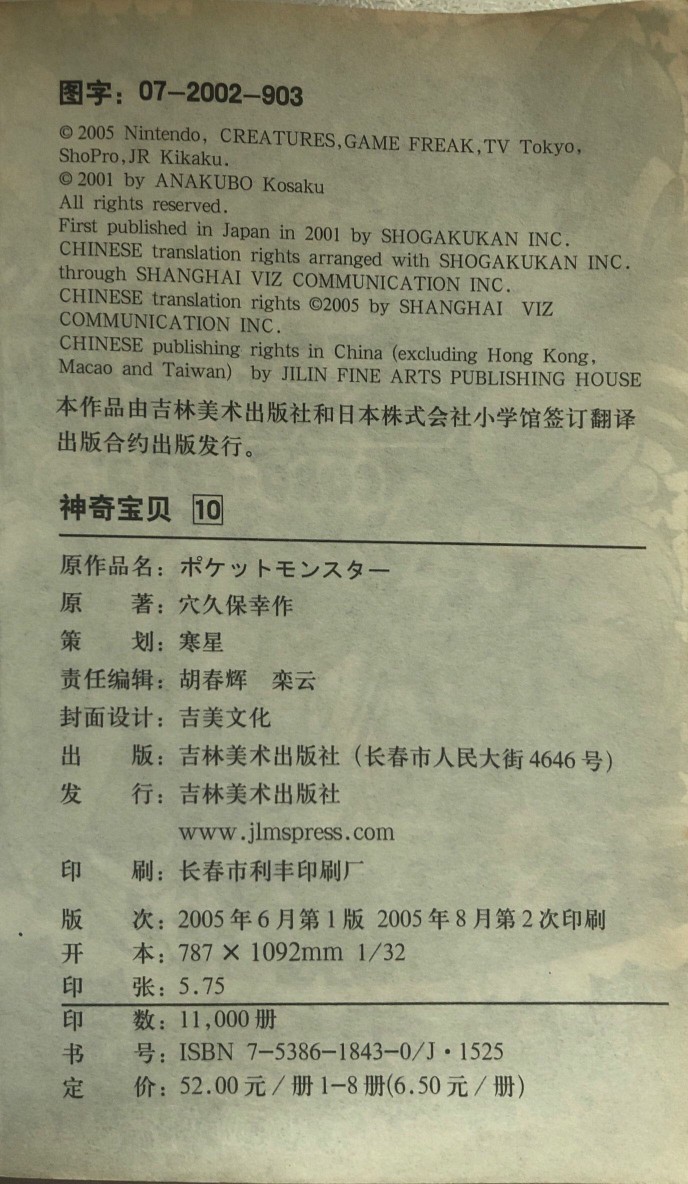 图字：07-2002-903
© 2005 Nintendo, CREATURES,GAME FREAK,TV Tokyo,
ShoPro,JR Kikaku.
© 2001 by ANAKUBO Kosaku
All rights reserved.
First published in Japan in 2001 by SHOGAKUKAN INC.
CHINESE translation rights arranged with SHOGAKUKAN INC.
through SHANGHAI VIZ COMMUNICATION INC.
CHINESE translation rights ©2005 by SHANGHAI VIZ
COMMUNICATION INC.
CHINESE publishing rights in China (excluding Hong Kong,
Macao and Taiwan) by JILIN FINE ARTS PUBLISHING HOUSE
本作品由吉林美术出版社和日本株式会社小学馆签订翻译
出版合约出版发行。
神奇宝贝 10
原作品名：ポケットモンスター
原 著：穴久保幸作
策 划：寒星
责任编辑：胡春辉 栾云
封面设计：吉美文化
出 版：吉林美术出版社（长春市人民大街4646号）
发 行：吉林美术出版社
www.jlmspress.com
印 刷：长春市利丰印刷厂
版 次：2005年6月第1版 2005年8月第2次印刷
开 本：787 × 1092mm 1/32
印 张：5.75
印 数：11,000册
书 号：ISBN 7-5386-1843-0/J·1525
定 价：52.00元/册1-8册(6.50元/册)